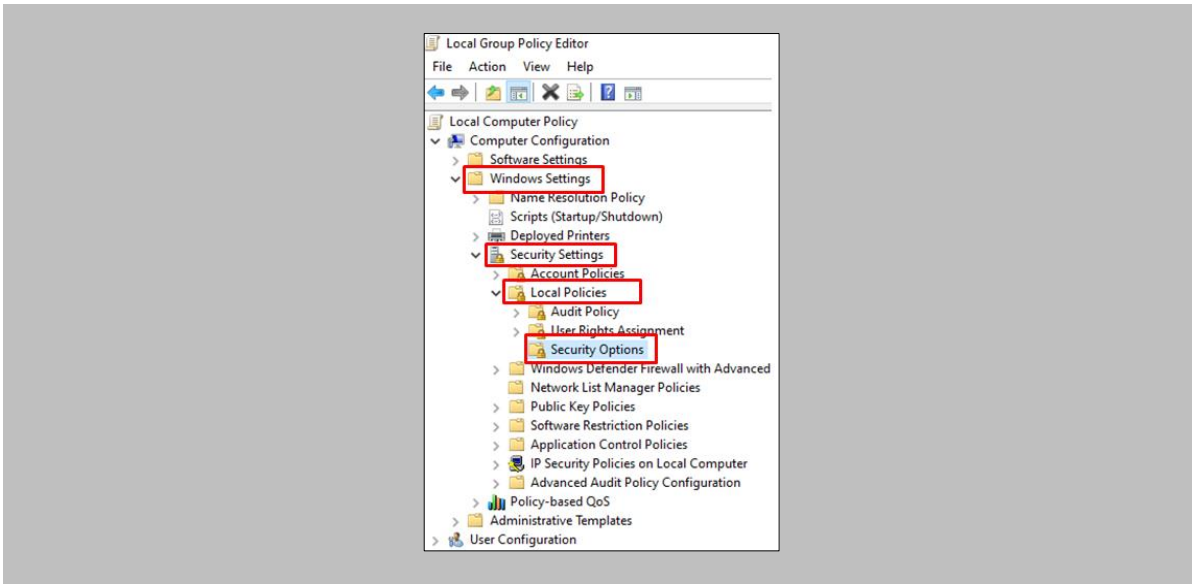 Local Group Policy Editor
File Action View Help
Local Computer Policy
Computer Configuration
Software Settings
Windows Settings
Name Resolution Policy
Scripts (Startup/Shutdown)
Deployed Printers
Security Settings
Account Policies
Local Policies
Audit Policy
User Rights Assignment
Security Options
Windows Defender Firewall with Advanced
Network List Manager Policies
Public Key Policies
Software Restriction Policies
Application Control Policies
IP Security Policies on Local Computer
Advanced Audit Policy Configuration
Policy-based QoS
Administrative Templates
User Configuration